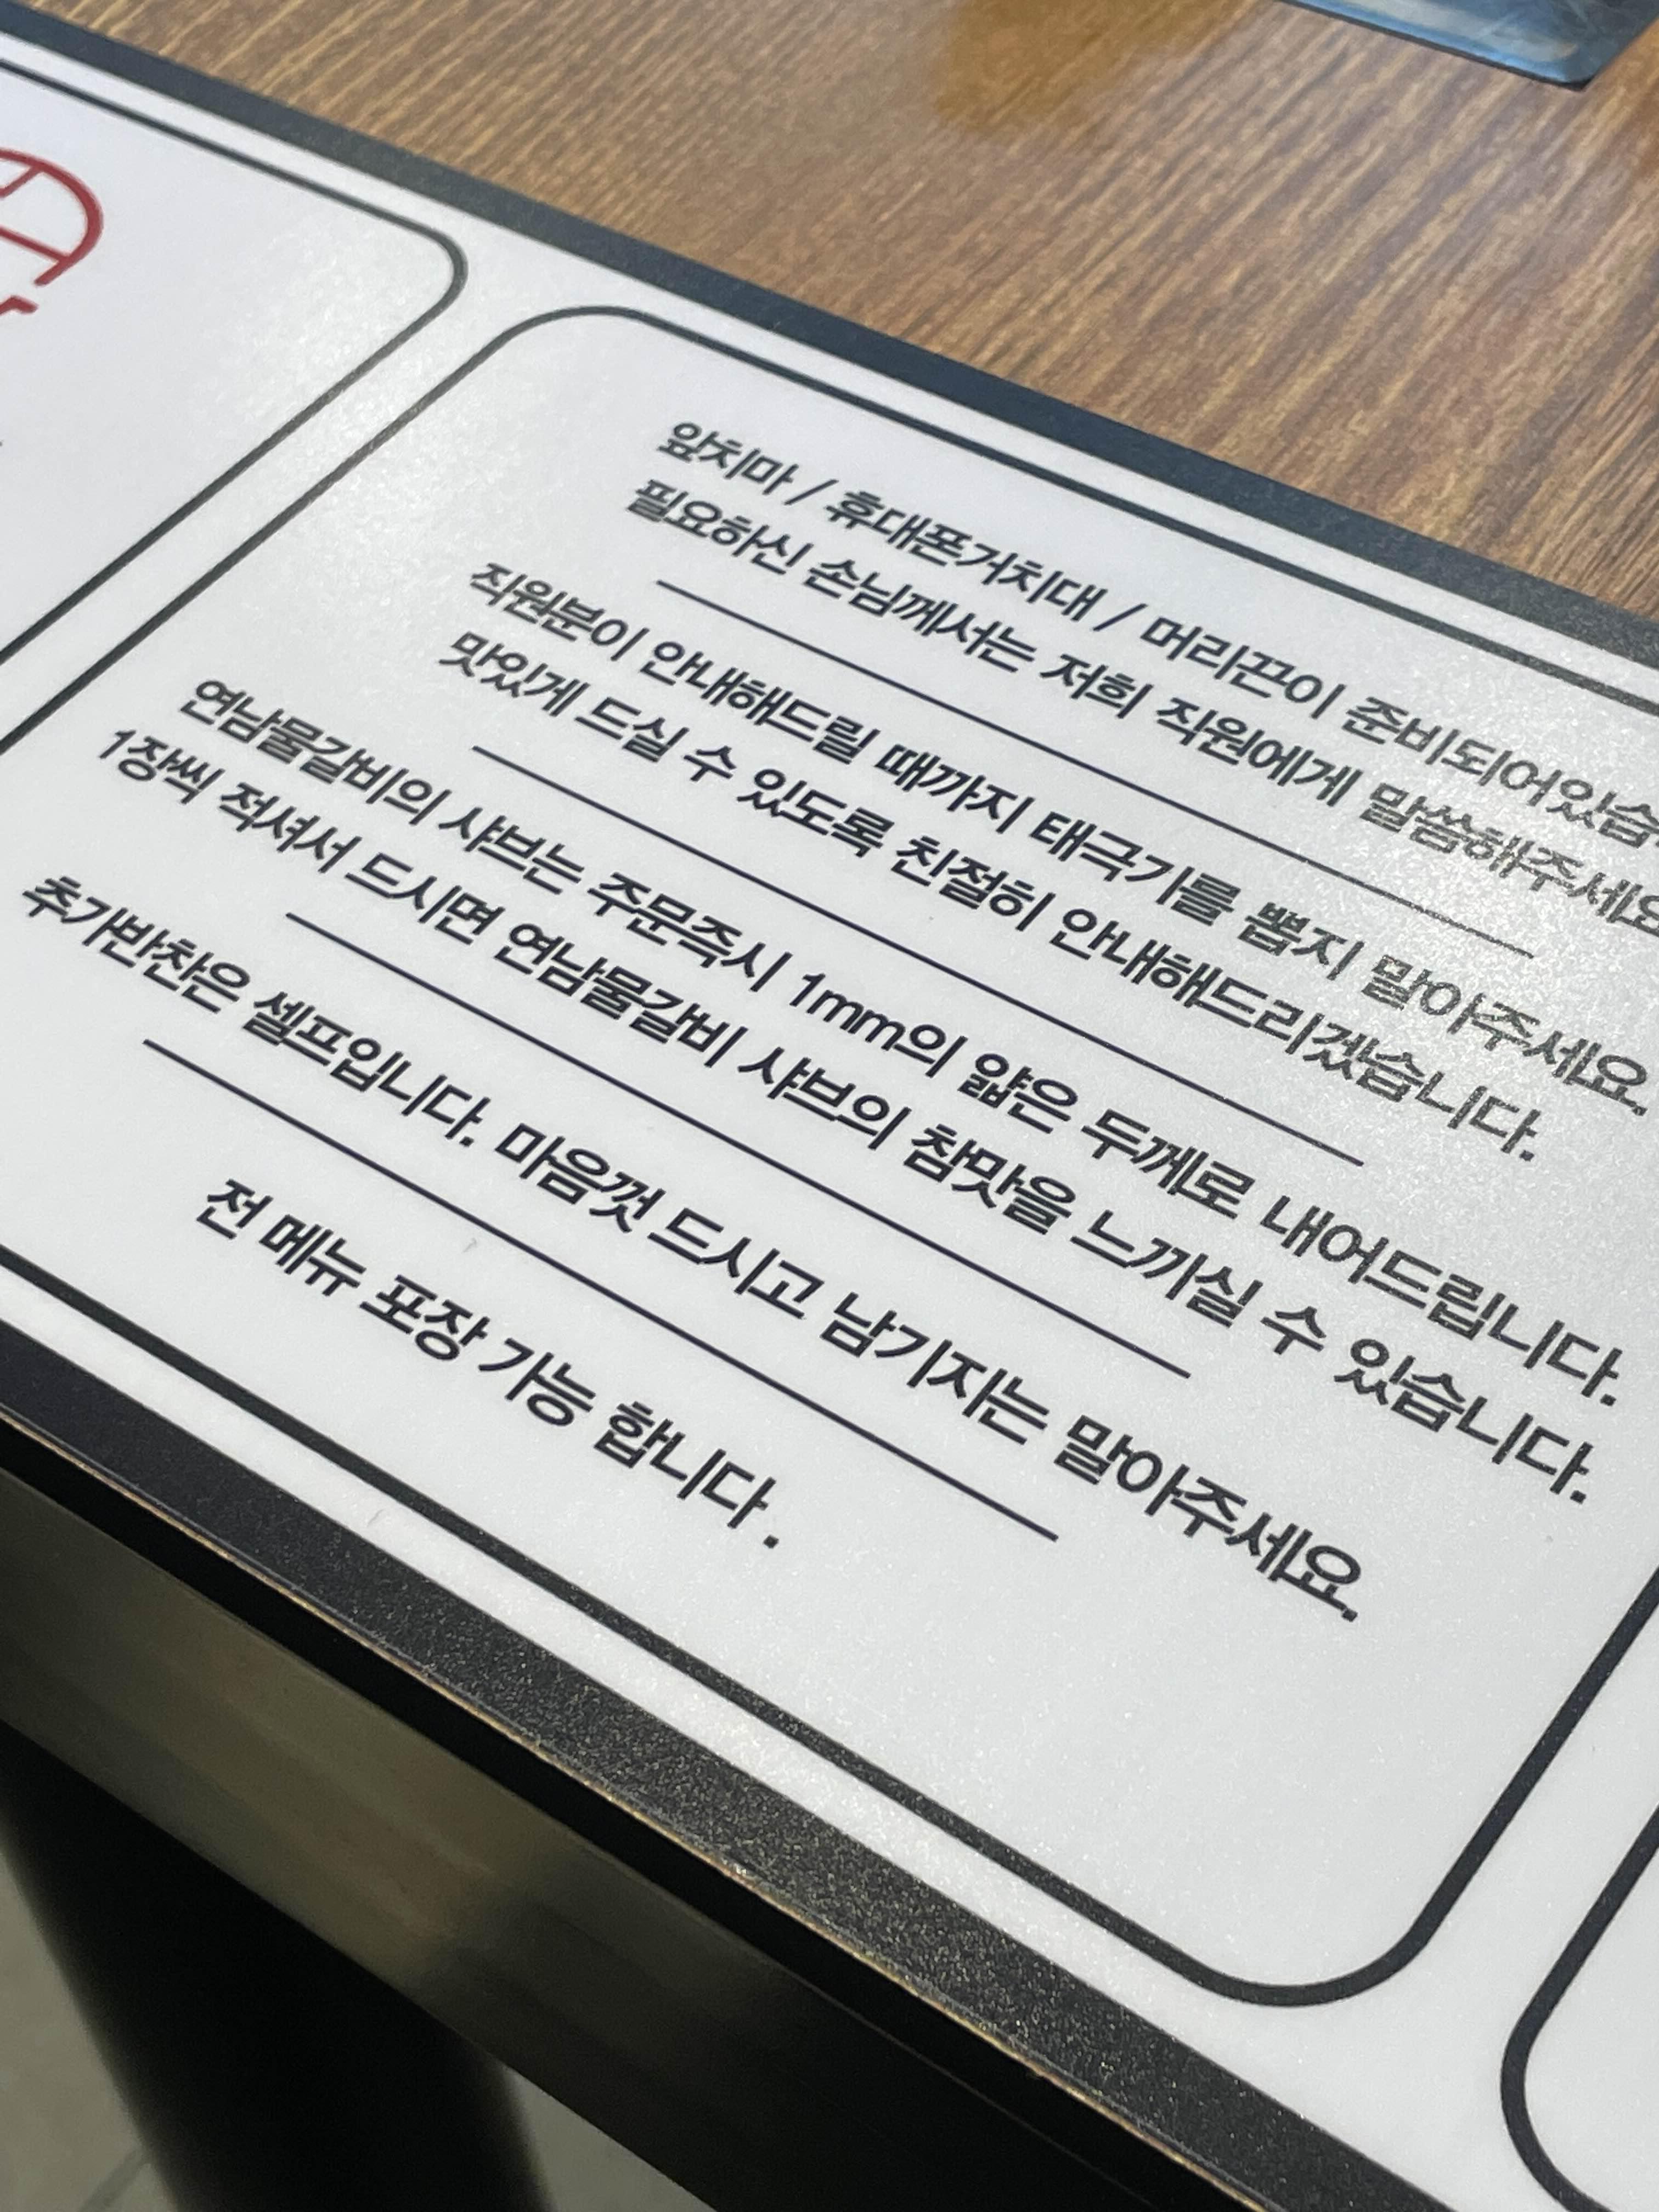 앞치마 / 휴대폰거치대 / 머리끈이 준비되어있습
필요하신 손님께서는 저희 직원에게 말씀해주세요
직원분이 안내해드릴 때까지 태극기를 뽑지 말아주세요.
맛있게 드실 수 있도록 친절히 안내해드리겠습니다.
연남물갈비의 샤브는 주문즉시 1mm의 얇은 두께로 내어드립니다.
1장씩 적셔서 드시면 연남물갈비 샤브의 참맛을 느끼실 수 있습니다.
추가반찬은 셀프입니다. 마음껏 드시고 남기지는 말아주세요.
전 메뉴 포장 가능 합니다.